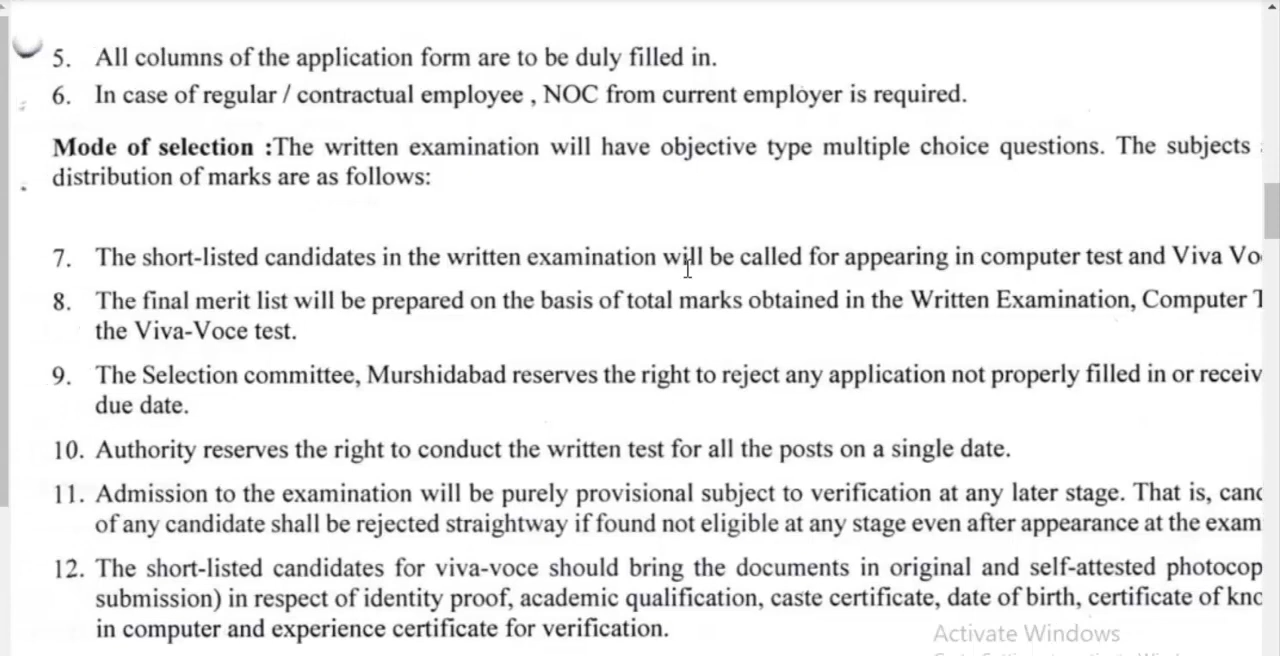 5. All columns of the application form are to be duly filled in.
6. In case of regular / contractual employee , NOC from current employer is required.
Mode of selection :The written examination will have objective type multiple choice questions. The subjects
distribution of marks are as follows:
7. The short-listed candidates in the written examination will be called for appearing in computer test and Viva Vo
8. The final merit list will be prepared on the basis of total marks obtained in the Written Examination, Computer
the Viva-Voce test.
9. The Selection committee, Murshidabad reserves the right to reject any application not properly filled in or receiv
due date.
10. Authority reserves the right to conduct the written test for all the posts on a single date.
11. Admission to the examination will be purely provisional subject to verification at any later stage. That is, canc
of any candidate shall be rejected straightway if found not eligible at any stage even after appearance at the exam
12. The short-listed candidates for viva-voce should bring the documents in original and self-attested photocop
submission) in respect of identity proof, academic qualification, caste certificate, date of birth, certificate of kno
in computer and experience certificate for verification.
Activate Windows